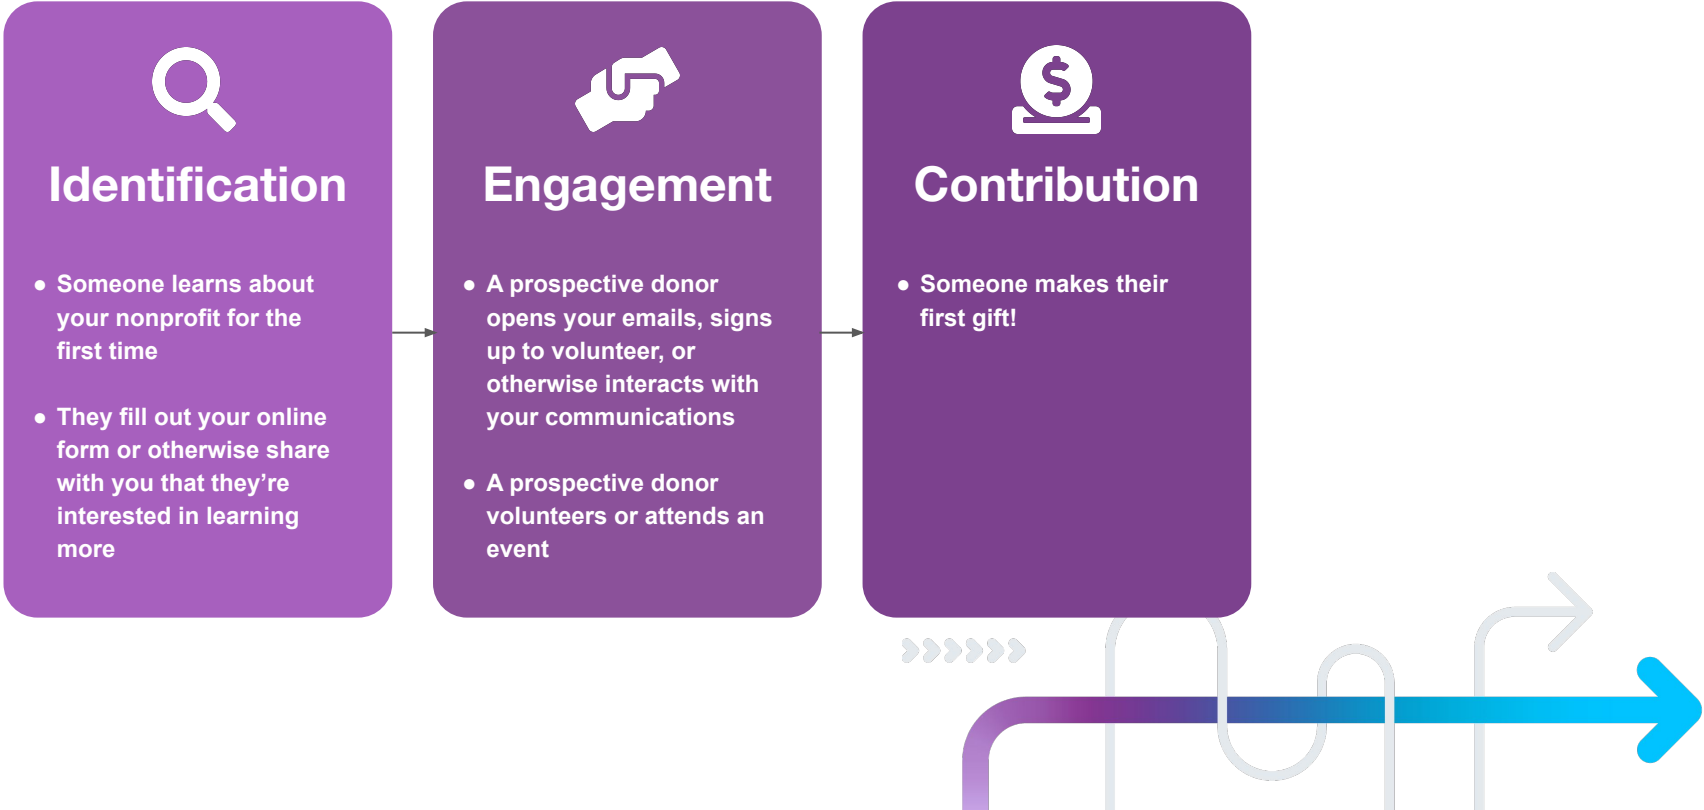 Identification
● Someone learns about
your nonprofit for the
first time
● They fill out your online
form or otherwise share
with you that they’re
interested in learning
more
Engagement
● A prospective donor
opens your emails, signs
up to volunteer, or
otherwise interacts with
your communications
● A prospective donor
volunteers or attends an
event
$
Contribution
● Someone makes their
first gift!